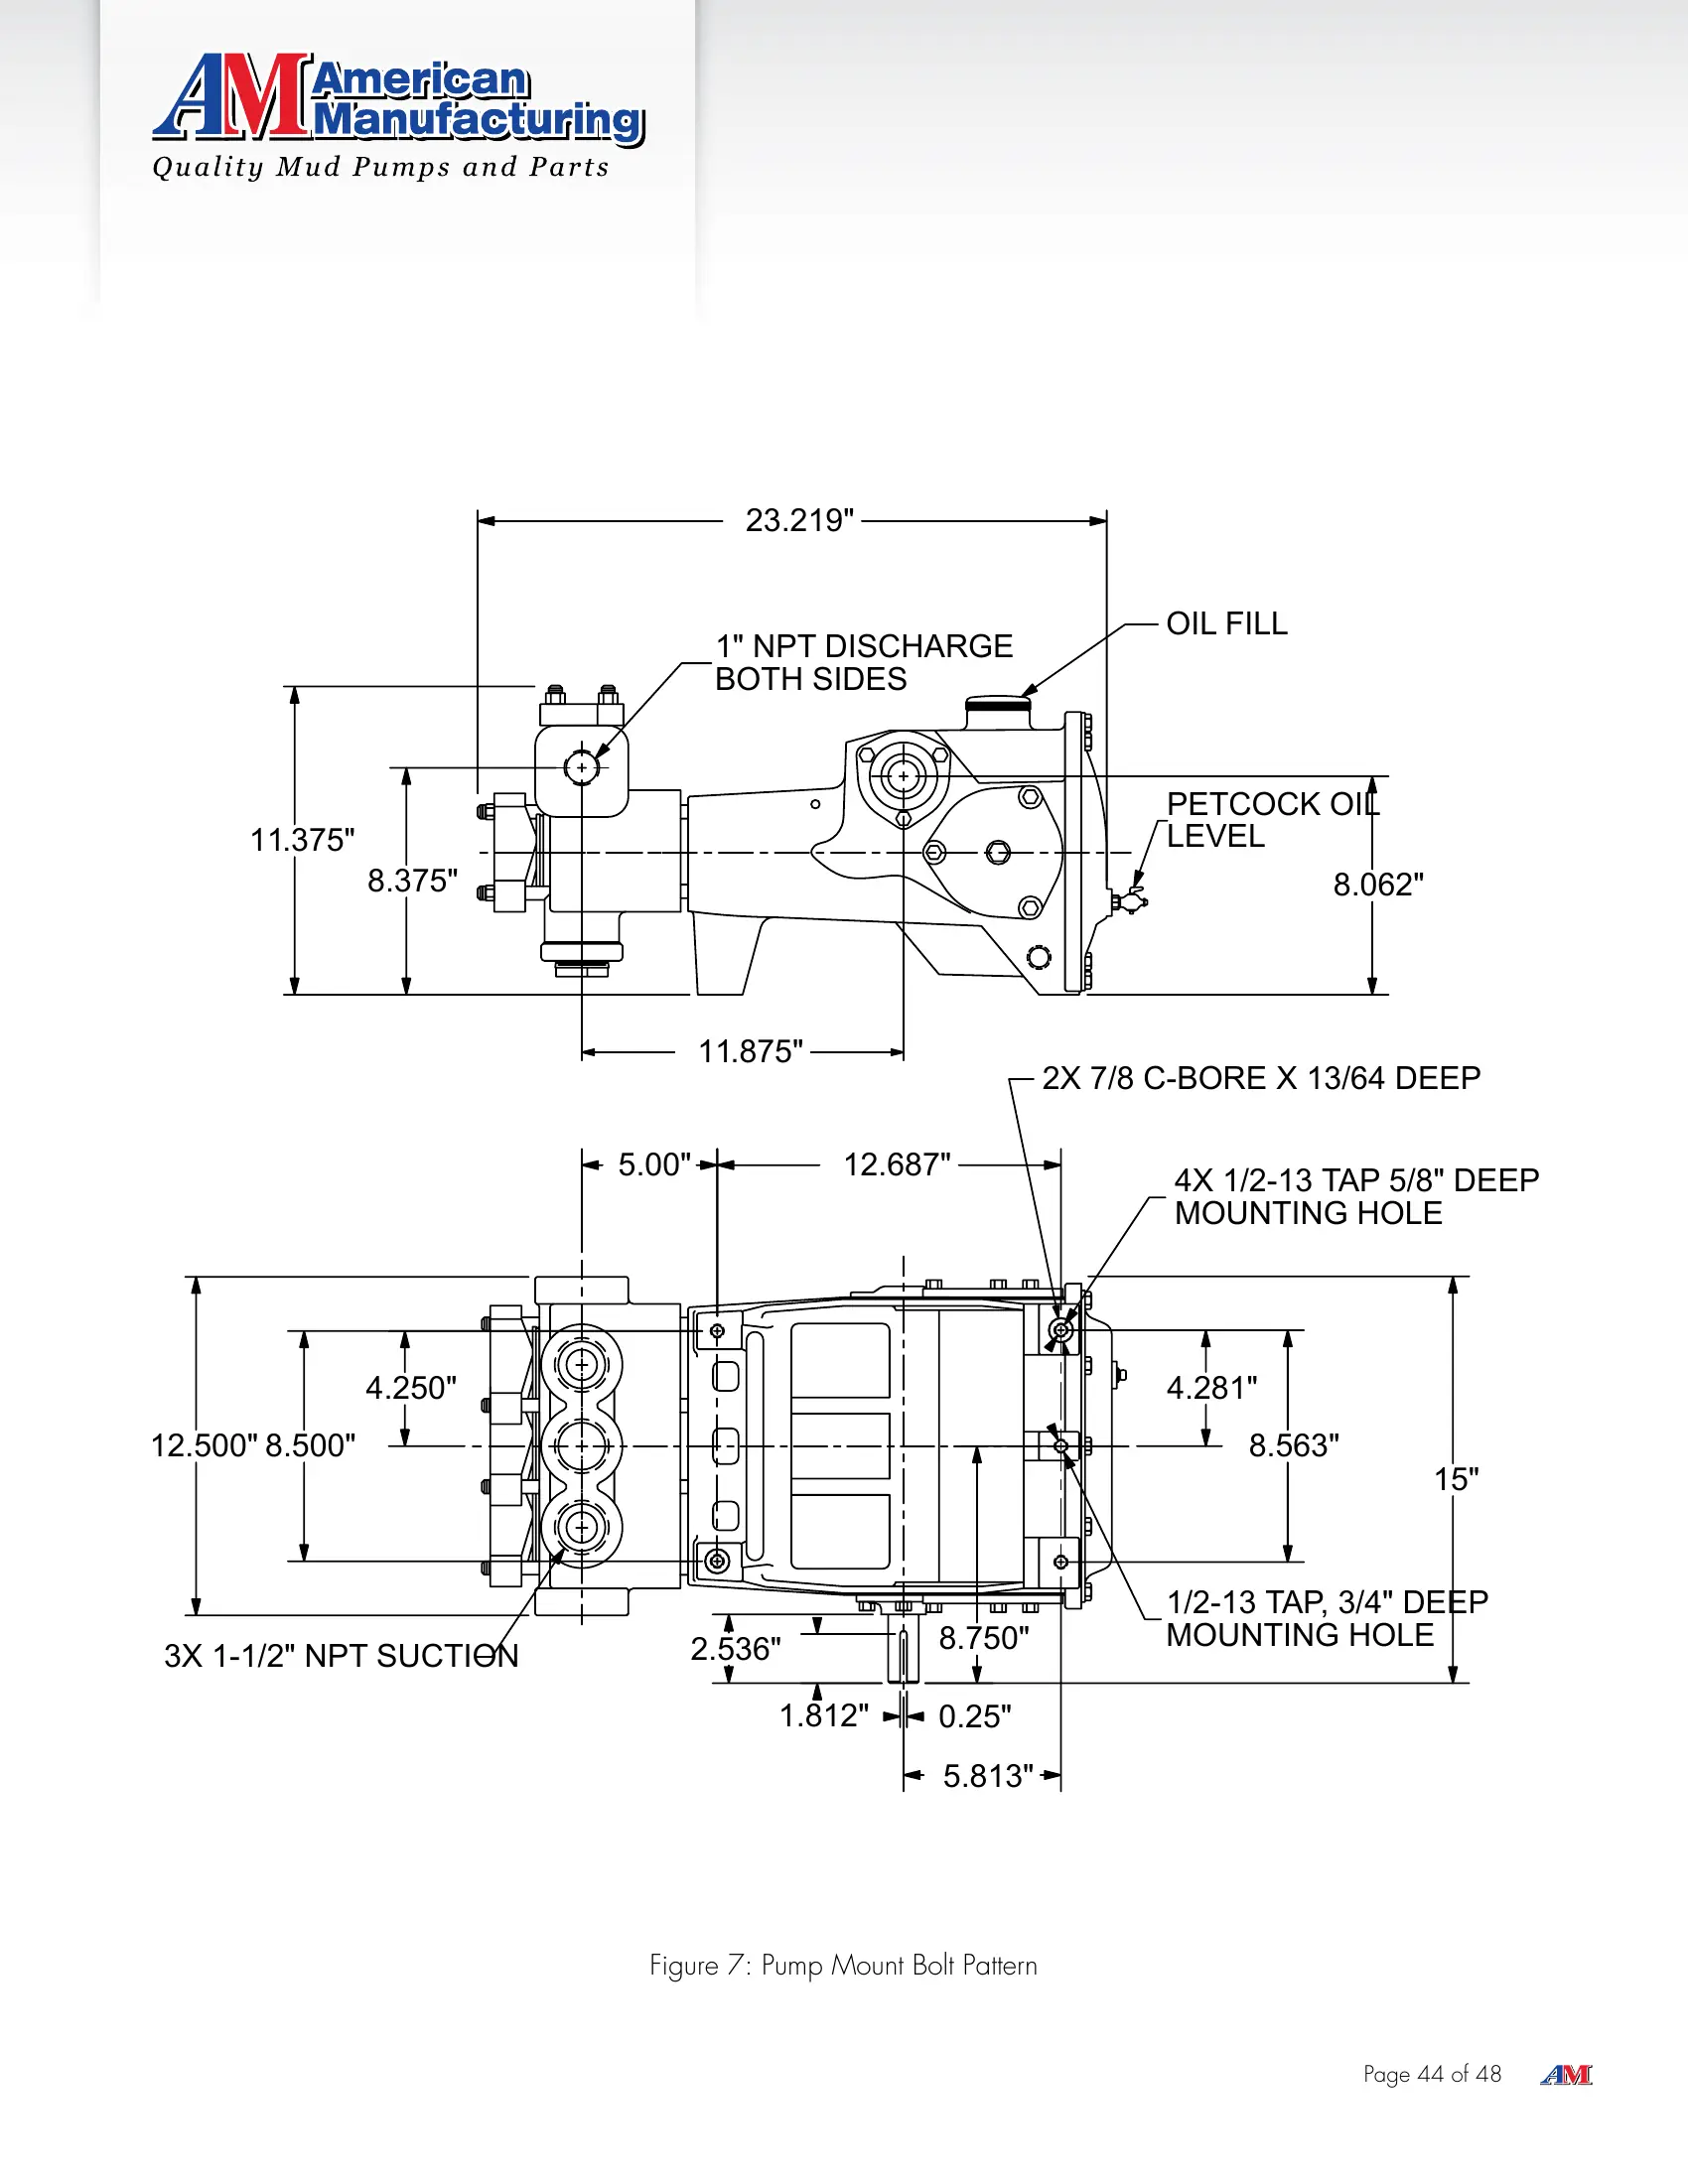 AM American
Manufacturing
Quality Mud Pumps and Parts
23.219"
OIL FILL
1" NPT DISCHARGE
BOTH SIDES
PETCOCK OIL
LEVEL
11.375"
8.375"
8.062"
11.875"
2X 7/8 C-BORE X 13/64 DEEP
5.00"
12.687"
4X 1/2-13 TAP 5/8" DEEP
MOUNTING HOLE
4.250"
4.281"
12.500"
8.500"
8.563"
15"
1/2-13 TAP, 3/4" DEEP
MOUNTING HOLE
3X 1-1/2" NPT SUCTION
2.536"
8.750"
1.812"
0.25"
5.813"
Figure 7: Pump Mount Bolt Pattern
Page 44 of 48
AM